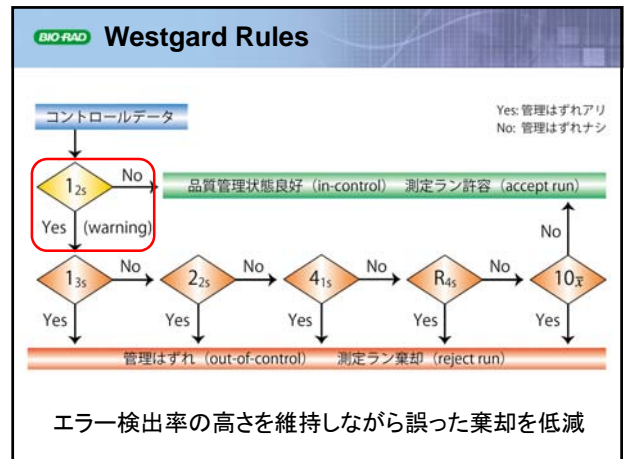 BIO-RAD Westgard Rules
コントロールデータ
Yes: 管理はずれアリ
No: 管理はずれナシ
12s
No
品質管理状態良好（in-control） 測定ラン許容（accept run）
Yes (warning)
No
13s
No
22s
No
41s
No
R4s
No
10x̄
Yes
Yes
Yes
Yes
Yes
管理はずれ（out-of-control） 測定ラン棄却（reject run）
エラー検出率の高さを維持しながら誤った棄却を低減